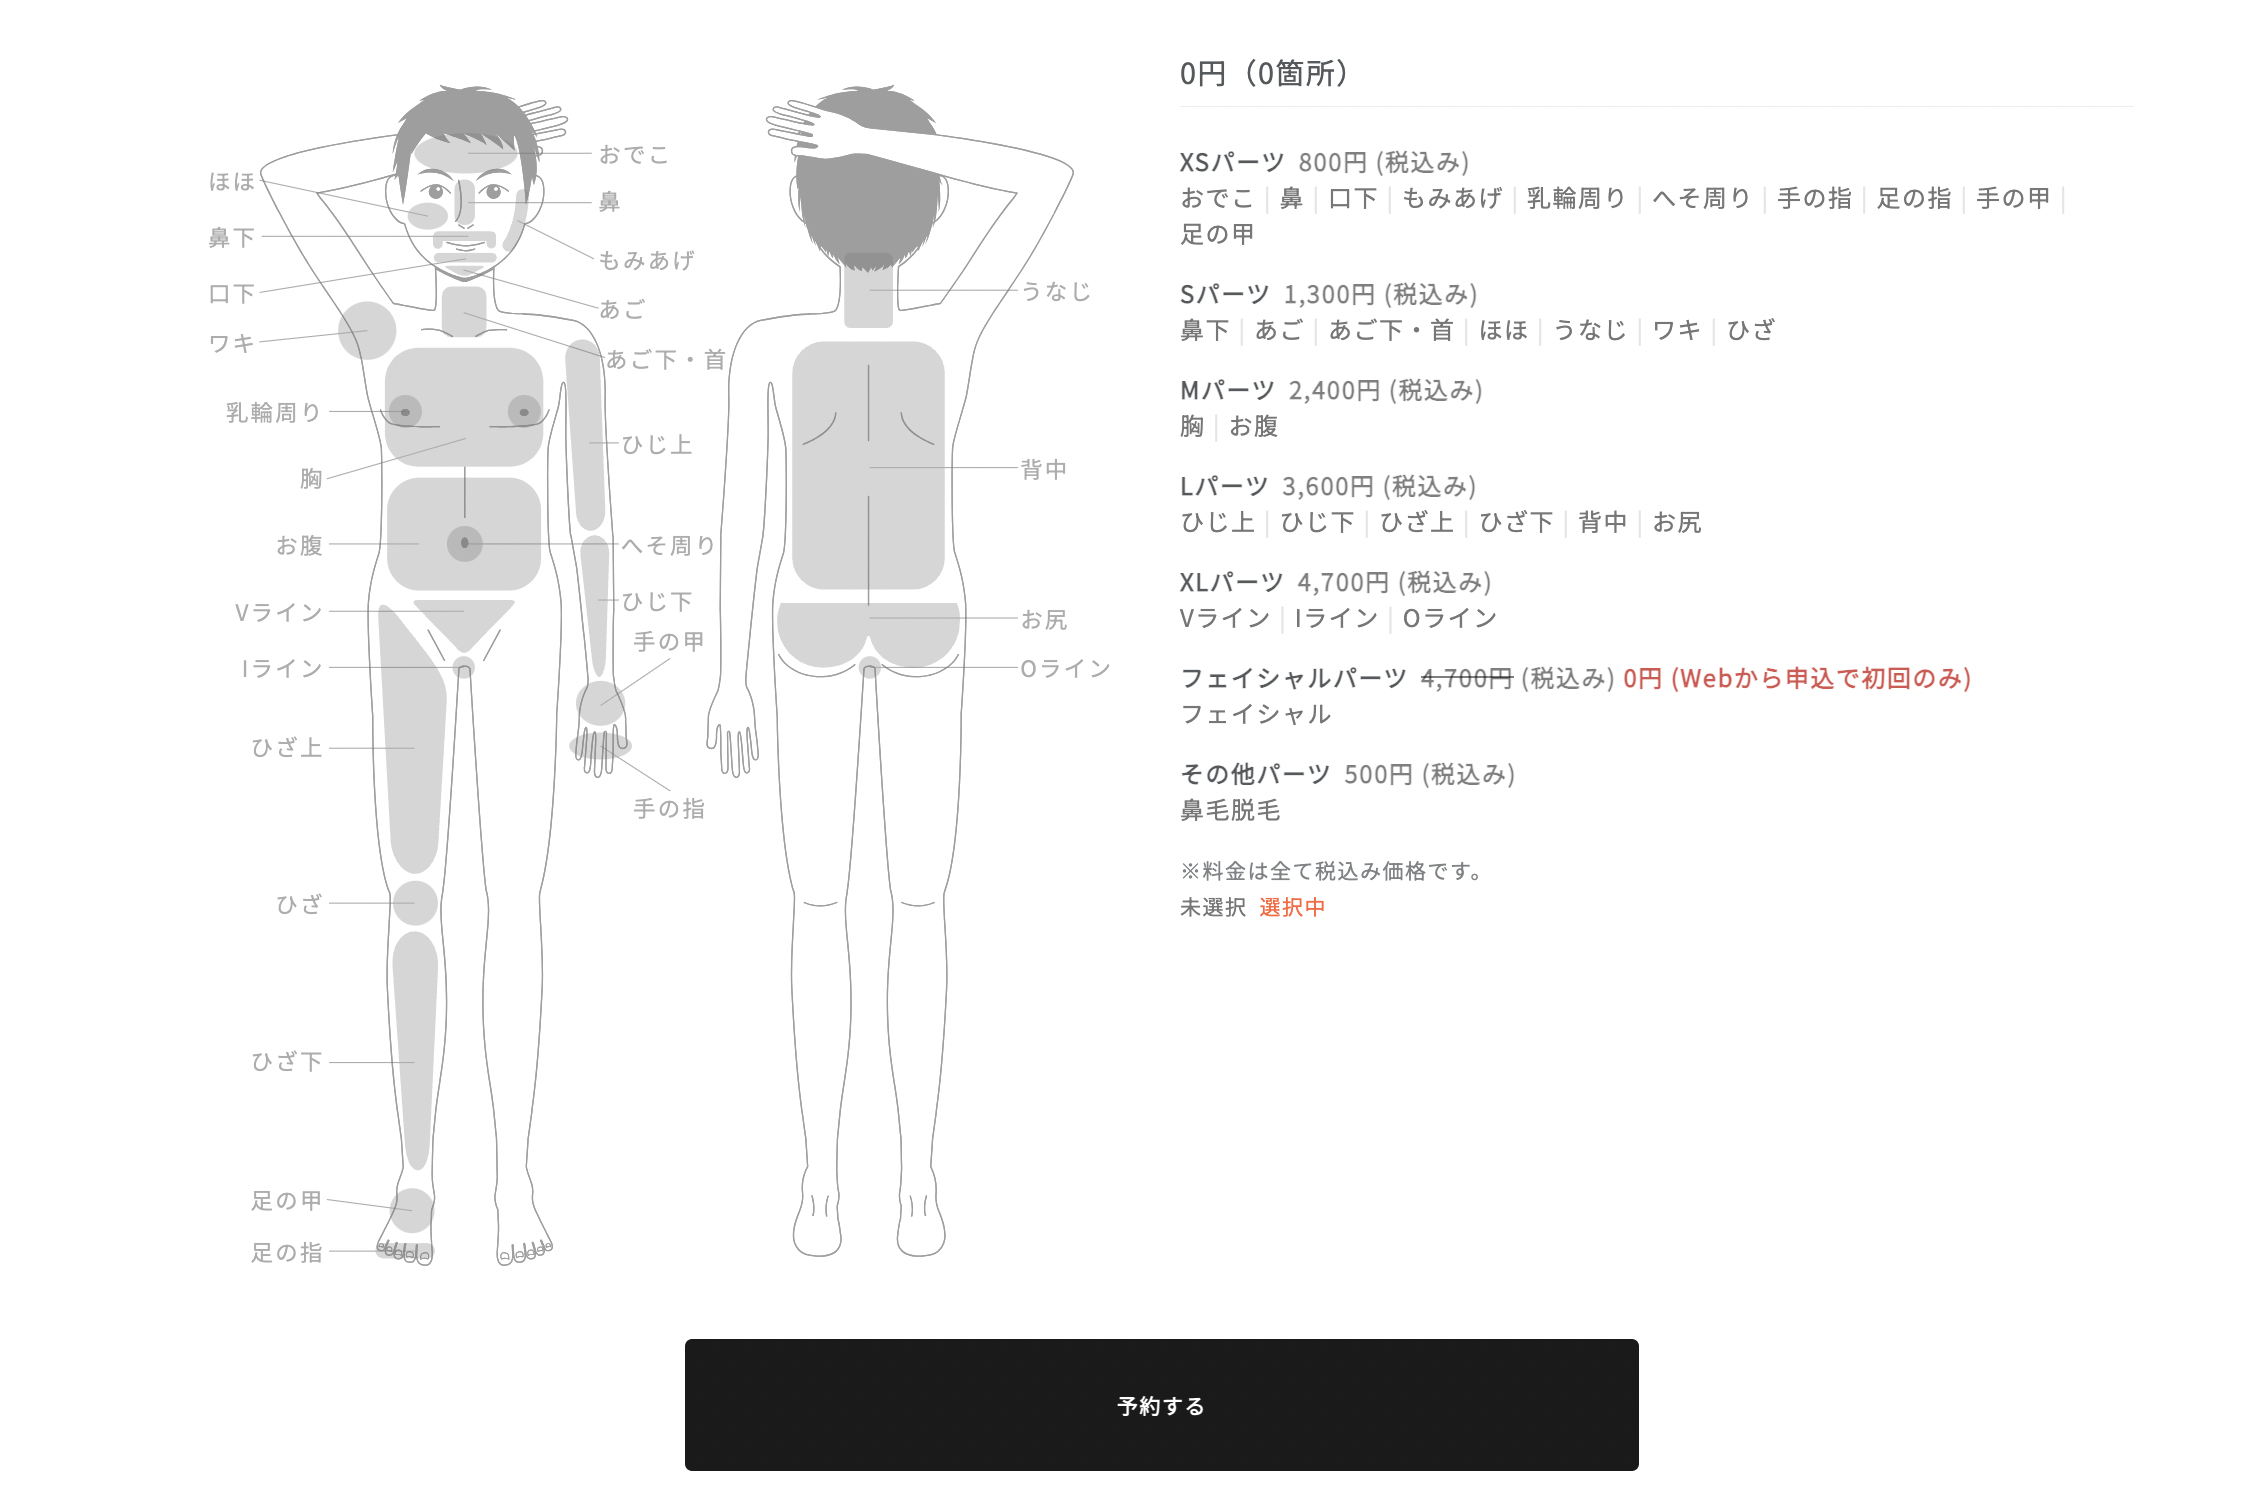 おでこ
ほほ
鼻
鼻下
もみあげ
口下
あご
うなじ
ワキ
あご下・首
乳輪周り
ひじ上
胸
背中
お腹
へそ周り
ひじ下
Vライン
お尻
手の甲
Iライン
Oライン
ひざ上
手の指
ひざ
ひざ下
足の甲
足の指
0円（0箇所）
XSパーツ 800円 (税込み)
おでこ | 鼻 | 口下 | もみあげ | 乳輪周り | へそ周り | 手の指 | 足の指 | 手の甲 |
足の甲
Sパーツ 1,300円 (税込み)
鼻下 | あご | あご下・首 | ほほ | うなじ | ワキ | ひざ
Mパーツ 2,400円 (税込み)
胸 | お腹
Lパーツ 3,600円 (税込み)
ひじ上 | ひじ下 | ひざ上 | ひざ下 | 背中 | お尻
XLパーツ 4,700円 (税込み)
Vライン | Iライン | Oライン
フェイシャルパーツ 4,700円 (税込み) 0円 (Webから申込で初回のみ)
フェイシャル
その他パーツ 500円 (税込み)
鼻毛脱毛
※料金は全て税込み価格です。
未選択 選択中
予約する